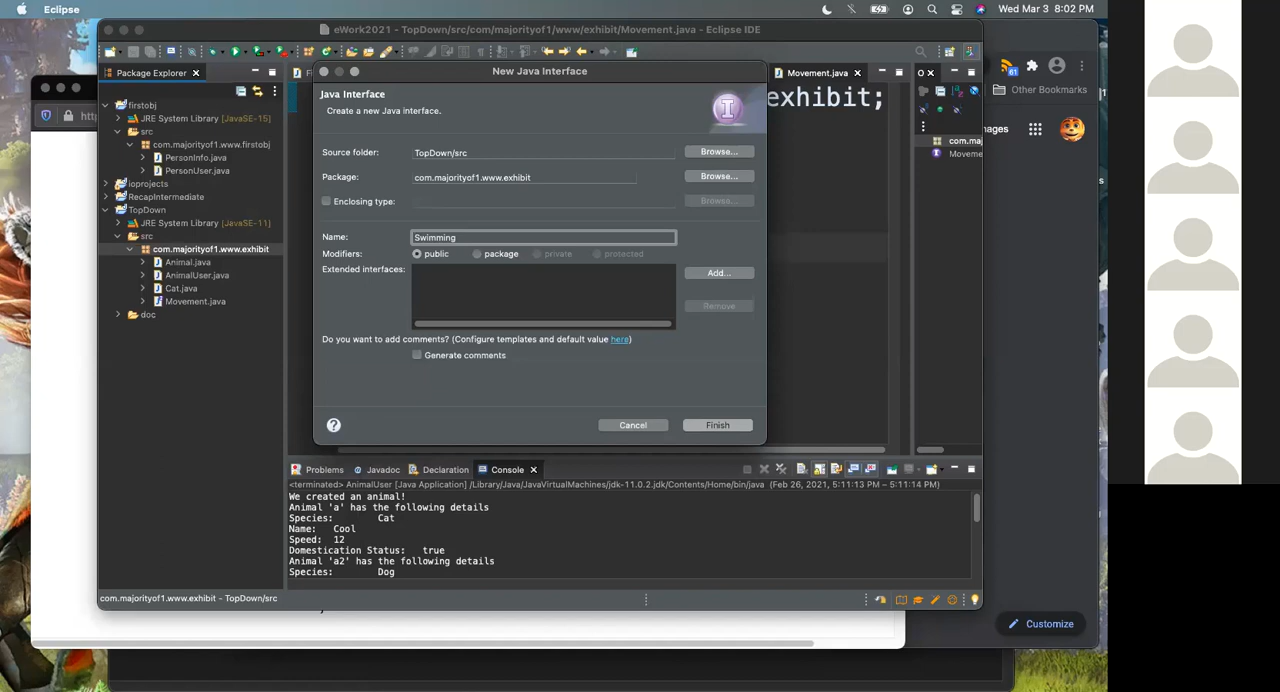 Eclipse
Wed Mar 3 8:02 PM
eWork2021 - TopDown/src/com/majorityof/www/exhibit/Movement.java - Eclipse IDE
Package Explorer
firstobj
JRE System Library [JavaSE-15]
src
com.majorityof1.www.firstobj
PersonInfo.java
PersonUser.java
ioprojects
RecapIntermediate
TopDown
JRE System Library [JavaSE-11]
src
com.majorityof1.www.exhibit
Animal.java
AnimalUser.java
Cat.java
Movement.java
doc
New Java Interface
Java Interface
Create a new Java interface.
Source folder: TopDown/src Browse...
Package: com.majorityof1.www.exhibit Browse...
Enclosing type: Browse...
Name: Swimming
Modifiers: public package private protected
Extended interfaces: Add...
Remove
Do you want to add comments? (Configure templates and default value here)
Generate comments
Cancel Finish
Movement.java
exhibit;
O
com.maj
Movem
61
Other Bookmarks
ages
Problems Javadoc Declaration Console
<terminated> AnimalUser [Java Application] /Library/Java/JavaVirtualMachines/jdk-11.0.2.jdk/Contents/Home/bin/java (Feb 26, 2021, 5:11:13 PM – 5:11:14 PM)
We created an animal!
Animal 'a' has the following details
Species: Cat
Name: Cool
Speed: 12
Domestication Status: true
Animal 'a2' has the following details
Species: Dog
com.majorityof1.www.exhibit - TopDown/src
Customize